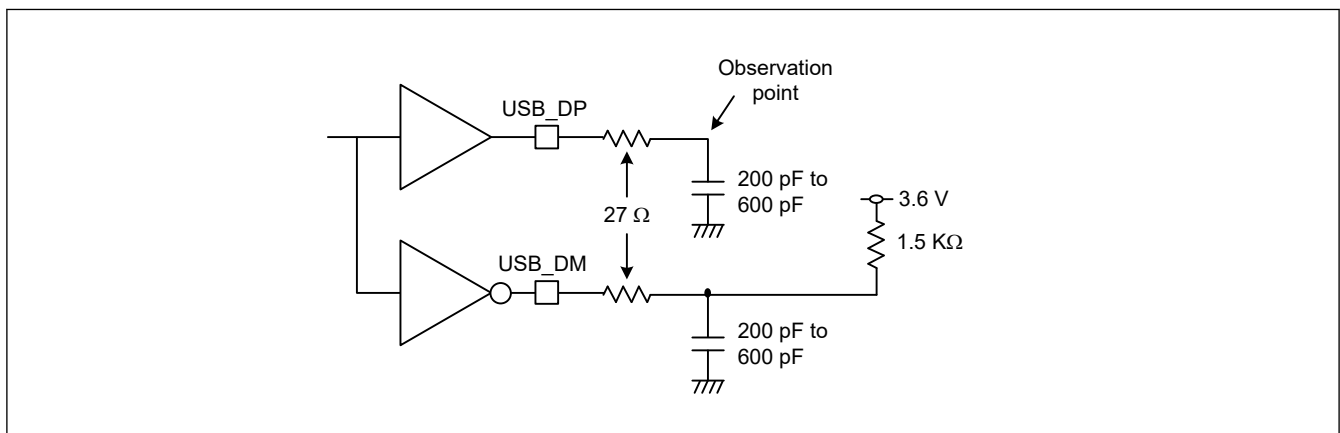 Observation
point
USB_DP
200 pF to
600 pF
3.6 V
27 Ω
1.5 KΩ
USB_DM
200 pF to
600 pF